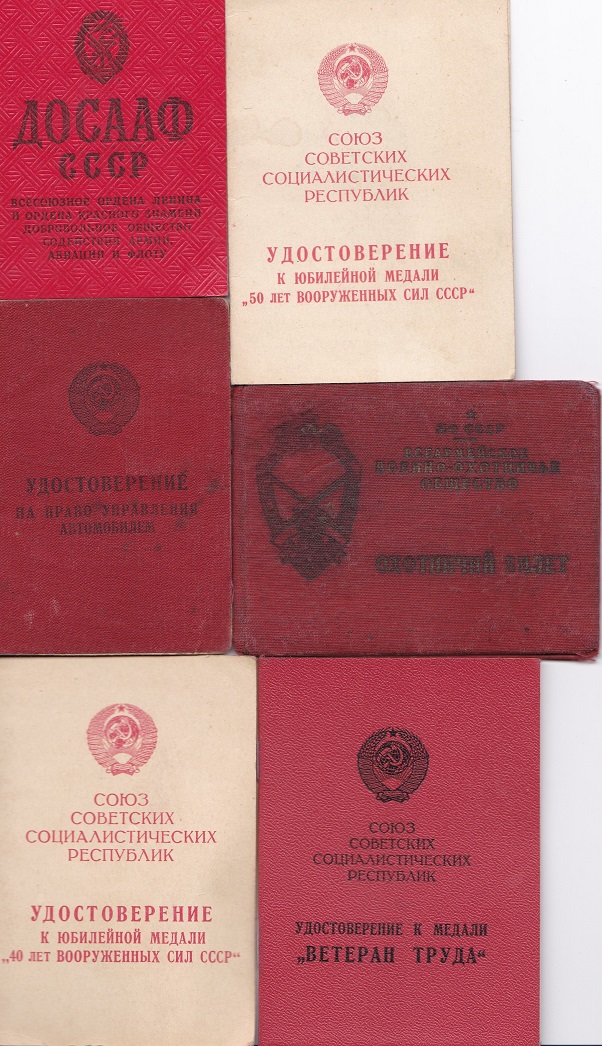 ДОСААФ
СССР
ВСЕСОЮЗНОЕ ОРДЕНА ЛЕНИНА
И ОРДЕНА КРАСНОГО ЗНАМЕНИ
ДОБРОВОЛЬНОЕ ОБЩЕСТВО
СОДЕЙСТВИЯ АРМИИ,
АВИАЦИИ И ФЛОТУ
СОЮЗ
СОВЕТСКИХ
СОЦИАЛИСТИЧЕСКИХ
РЕСПУБЛИК
УДОСТОВЕРЕНИЕ
К ЮБИЛЕЙНОЙ МЕДАЛИ
„50 ЛЕТ ВООРУЖЕННЫХ СИЛ СССР“
УДОСТОВЕРЕНИЕ
НА ПРАВО УПРАВЛЕНИЯ
АВТОМОБИЛЕМ
СССР
ВСЕАРМЕЙСКОЕ
ВОЕННО-ОХОТНИЧЬЕ
ОБЩЕСТВО
ОХОТНИЧИЙ БИЛЕТ
СОЮЗ
СОВЕТСКИХ
СОЦИАЛИСТИЧЕСКИХ
РЕСПУБЛИК
УДОСТОВЕРЕНИЕ
К ЮБИЛЕЙНОЙ МЕДАЛИ
„40 ЛЕТ ВООРУЖЕННЫХ СИЛ СССР“
СОЮЗ
СОВЕТСКИХ
СОЦИАЛИСТИЧЕСКИХ
РЕСПУБЛИК
УДОСТОВЕРЕНИЕ К МЕДАЛИ
„ВЕТЕРАН ТРУДА“